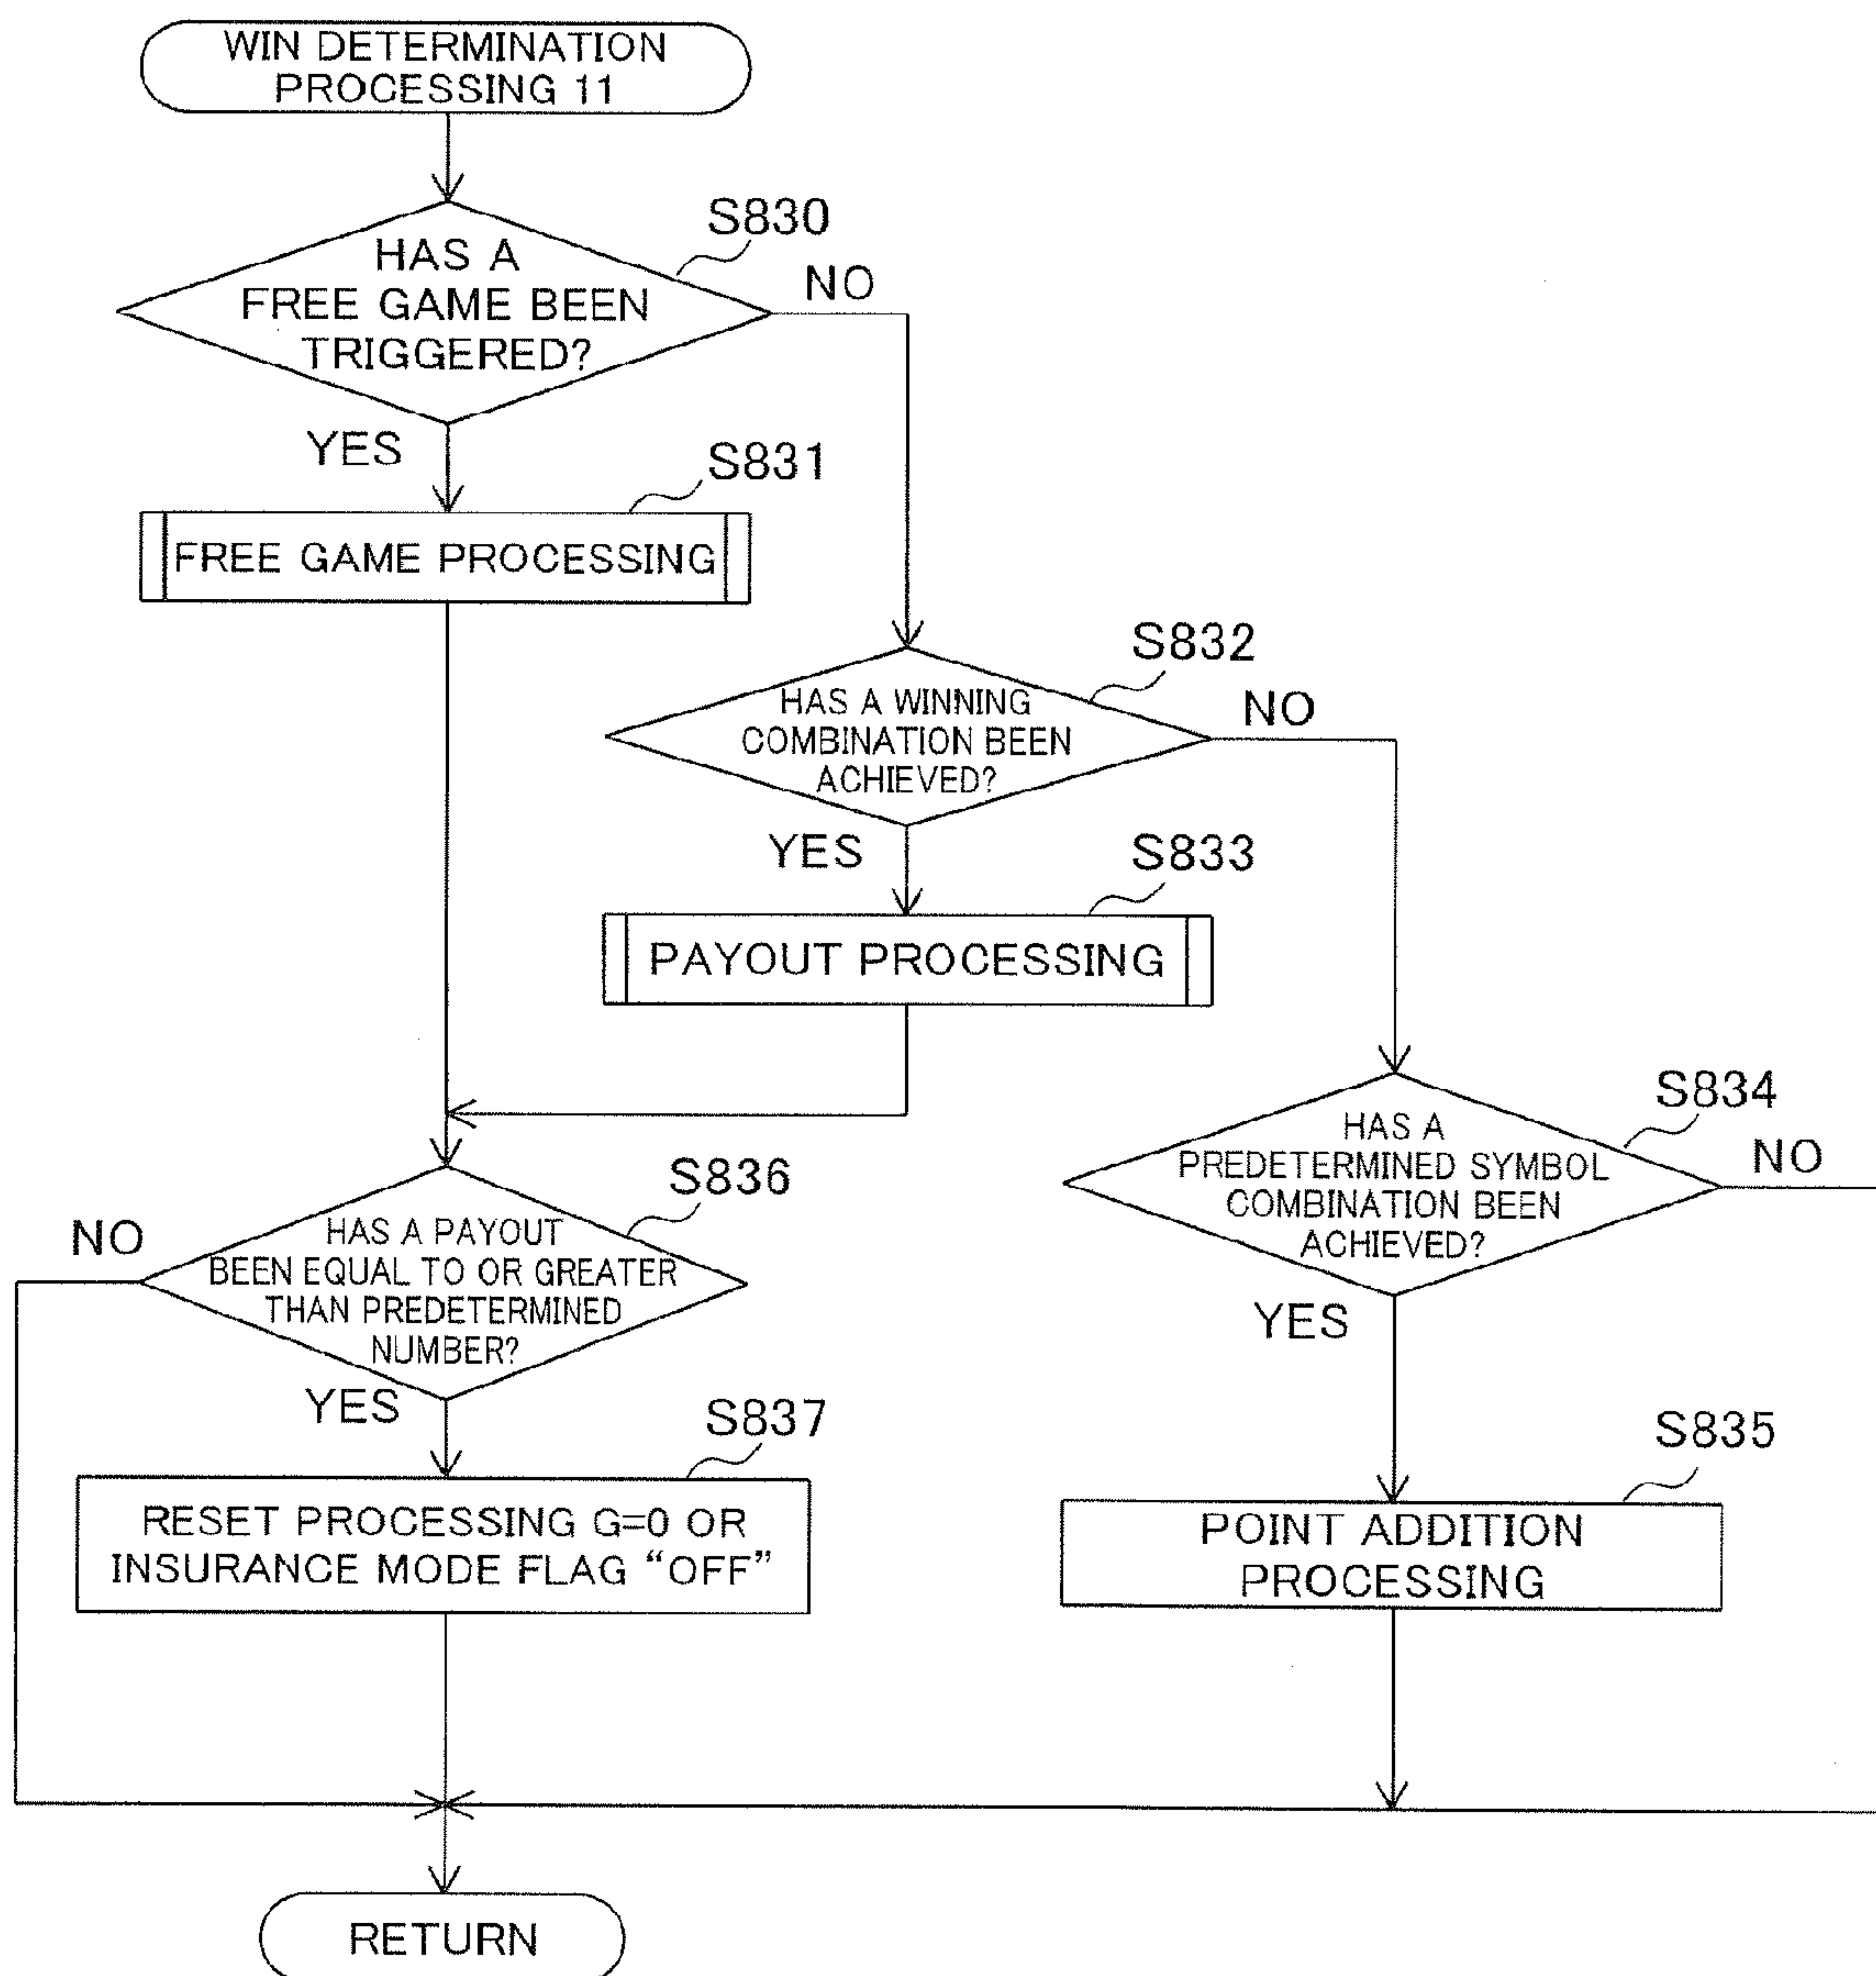 WIN DETERMINATION
PROCESSING 11
S830
HAS A
FREE GAME BEEN
TRIGGERED?
NO
YES
S831
FREE GAME PROCESSING
S832
HAS A WINNING
COMBINATION BEEN
ACHIEVED?
NO
YES
S833
PAYOUT PROCESSING
S834
HAS A
PREDETERMINED SYMBOL
COMBINATION BEEN
ACHIEVED?
NO
YES
S835
POINT ADDITION
PROCESSING
S836
HAS A PAYOUT
BEEN EQUAL TO OR GREATER
THAN PREDETERMINED
NUMBER?
NO
YES
S837
RESET PROCESSING G=0 OR
INSURANCE MODE FLAG “OFF”
RETURN